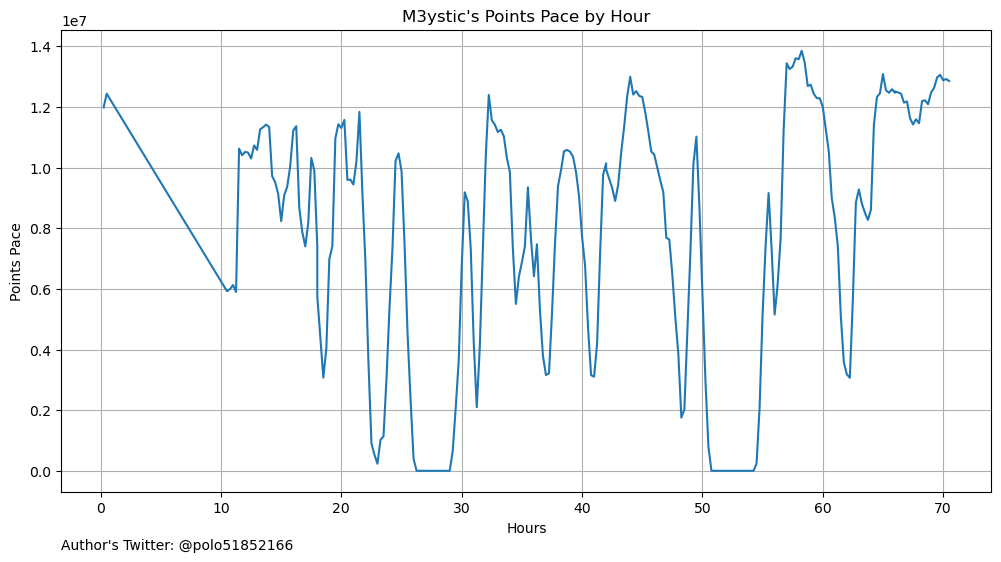 M3ystic's Points Pace by Hour
1e7
1.4
1.2
1.0
0.8
0.6
0.4
0.2
0.0
Points Pace
0 10 20 30 40 50 60 70
Hours
Author's Twitter: @polo51852166